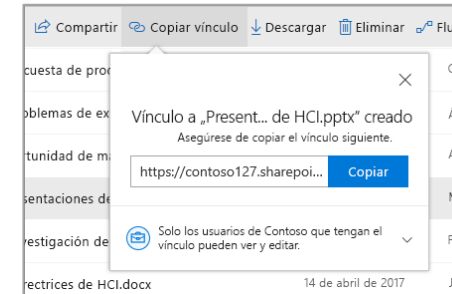 Compartir Copiar vínculo Descargar Eliminar Flu
cuesta de proc
Vínculo a „Present... de HCI.pptx” creado
Asegúrese de copiar el vínculo siguiente.
https://contoso127.sharepoi... Copiar
Solo los usuarios de Contoso que tengan el
vínculo pueden ver y editar.
oblemas de ex
rtunidad de m
sentaciones de
vestigación de
rectrices de HCI.docx 14 de abril de 2017